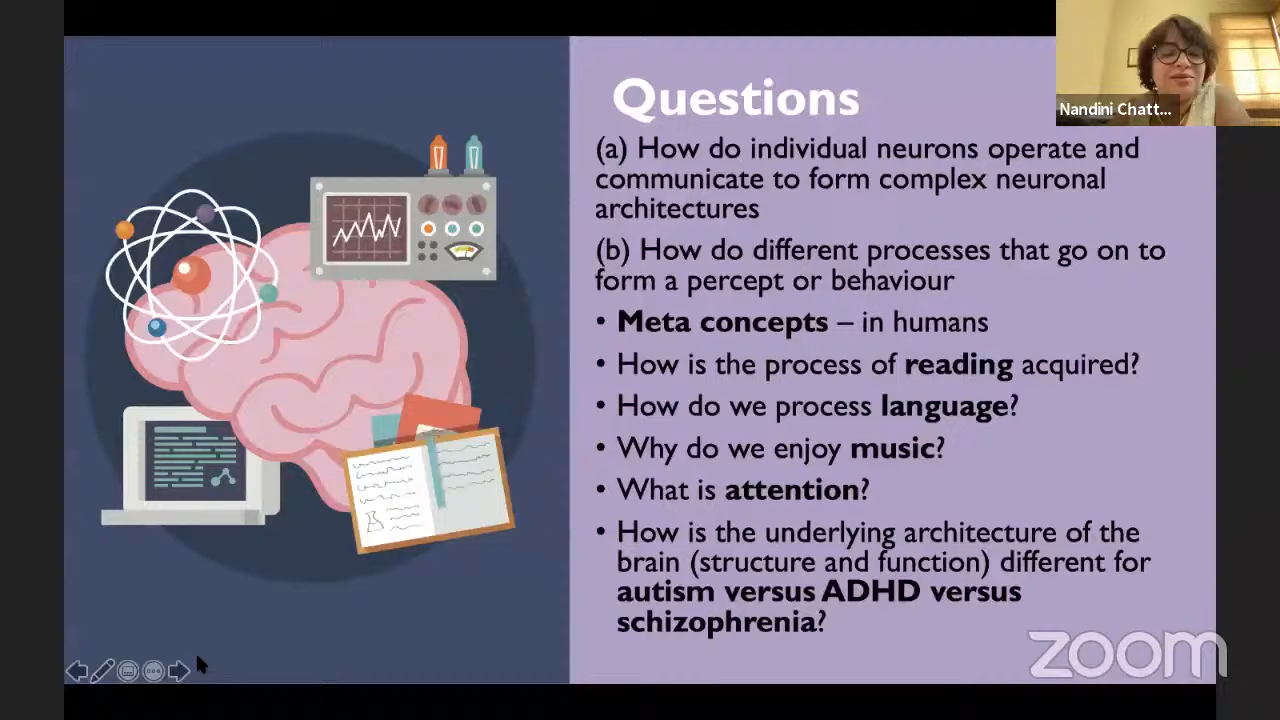 Questions
Nandini Chatt...
(a) How do individual neurons operate and
communicate to form complex neuronal
architectures
(b) How do different processes that go on to
form a percept or behaviour
• Meta concepts – in humans
• How is the process of reading acquired?
• How do we process language?
• Why do we enjoy music?
• What is attention?
• How is the underlying architecture of the
brain (structure and function) different for
autism versus ADHD versus
schizophrenia?
zoom